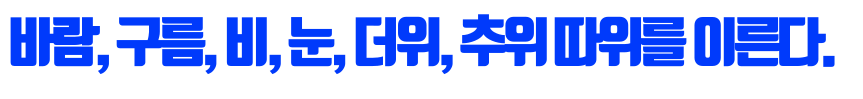 바람, 구름, 비, 눈, 더위, 추위 따위를 이른다.